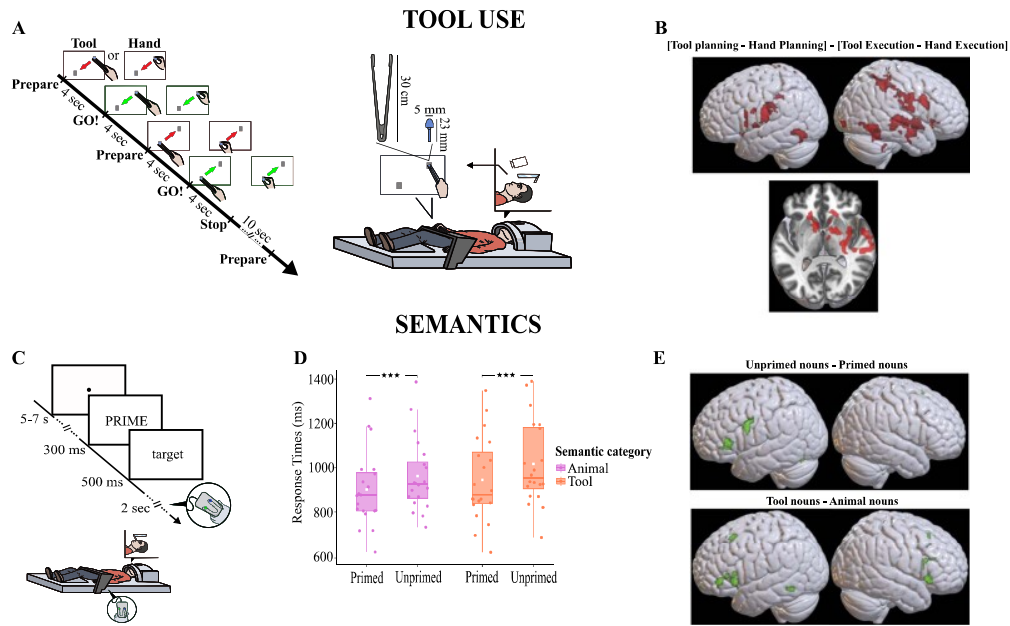 TOOL USE
A
Tool or Hand
Prepare
4 sec
GO!
4 sec
Prepare
4 sec
GO!
4 sec
Stop
10 sec
Prepare
30 cm
5 mm
23 mm
B
[Tool planning - Hand Planning] - [Tool Execution - Hand Execution]
SEMANTICS
C
PRIME
target
5-7 s
300 ms
500 ms
2 sec
D
Response Times (ms)
1400
1200
1000
800
600
★★★
★★★
Primed
Unprimed
Primed
Unprimed
Semantic category
Animal
Tool
E
Unprimed nouns - Primed nouns
Tool nouns - Animal nouns